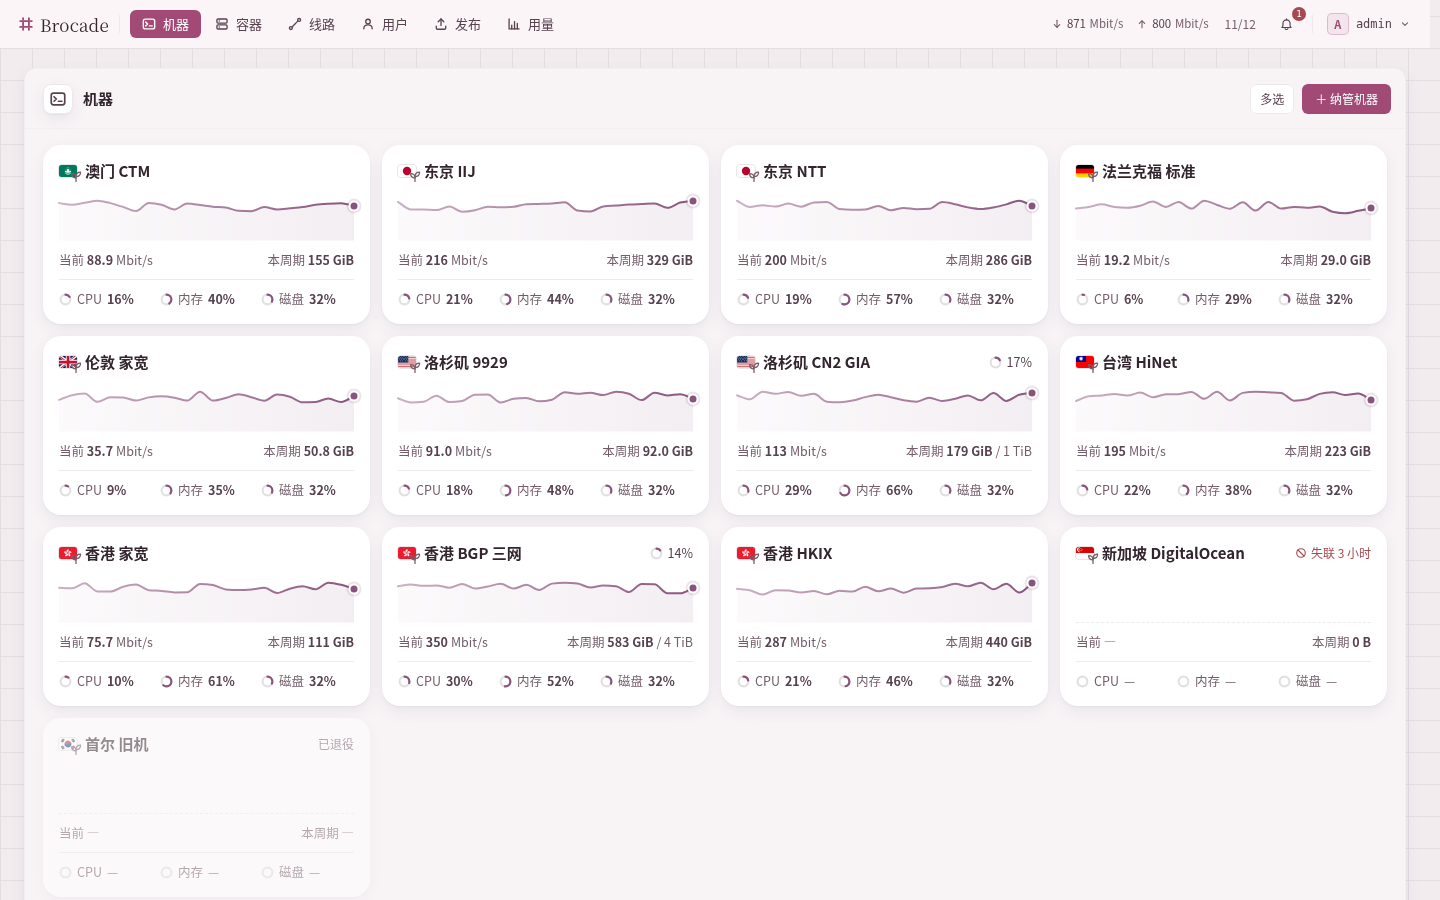 Brocade
机器
容器
线路
用户
发布
用量
871 Mbit/s
800 Mbit/s
11/12
1
A
admin
机器
多选
纳管机器
澳门 CTM
当前 88.9 Mbit/s
本周期 155 GiB
CPU 16%
内存 40%
磁盘 32%
东京 IIJ
当前 216 Mbit/s
本周期 329 GiB
CPU 21%
内存 44%
磁盘 32%
东京 NTT
当前 200 Mbit/s
本周期 286 GiB
CPU 19%
内存 57%
磁盘 32%
法兰克福 标准
当前 19.2 Mbit/s
本周期 29.0 GiB
CPU 6%
内存 29%
磁盘 32%
伦敦 家宽
当前 35.7 Mbit/s
本周期 50.8 GiB
CPU 9%
内存 35%
磁盘 32%
洛杉矶 9929
当前 91.0 Mbit/s
本周期 92.0 GiB
CPU 18%
内存 48%
磁盘 32%
洛杉矶 CN2 GIA
17%
当前 113 Mbit/s
本周期 179 GiB / 1 TiB
CPU 29%
内存 66%
磁盘 32%
台湾 HiNet
当前 195 Mbit/s
本周期 223 GiB
CPU 22%
内存 38%
磁盘 32%
香港 家宽
当前 75.7 Mbit/s
本周期 111 GiB
CPU 10%
内存 61%
磁盘 32%
香港 BGP 三网
14%
当前 350 Mbit/s
本周期 583 GiB / 4 TiB
CPU 30%
内存 52%
磁盘 32%
香港 HKIX
当前 287 Mbit/s
本周期 440 GiB
CPU 21%
内存 46%
磁盘 32%
新加坡 DigitalOcean
失联 3 小时
当前 —
本周期 0 B
CPU —
内存 —
磁盘 —
首尔 旧机
已退役
当前 —
本周期 —
CPU —
内存 —
磁盘 —